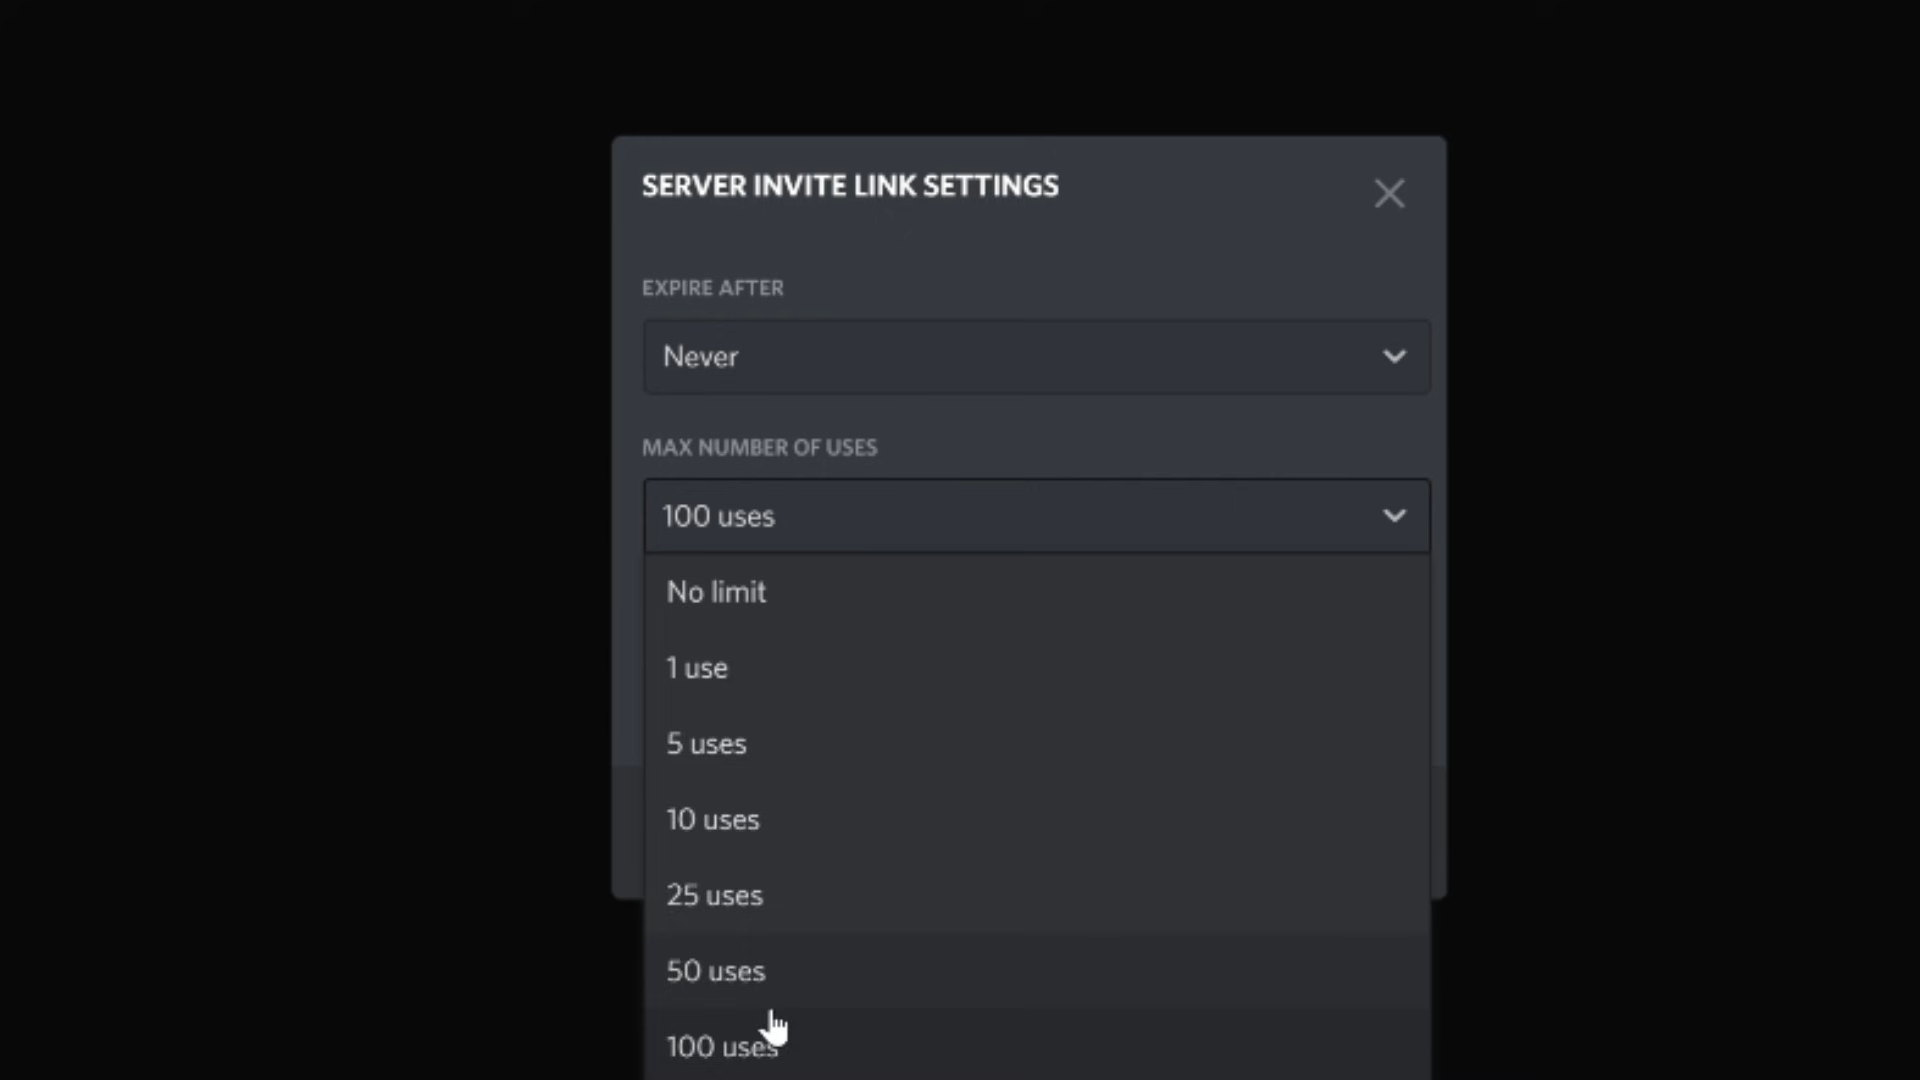 SERVER INVITE LINK SETTINGS
EXPIRE AFTER
Never
MAX NUMBER OF USES
100 uses
No limit
1 use
5 uses
10 uses
25 uses
50 uses
100 uses